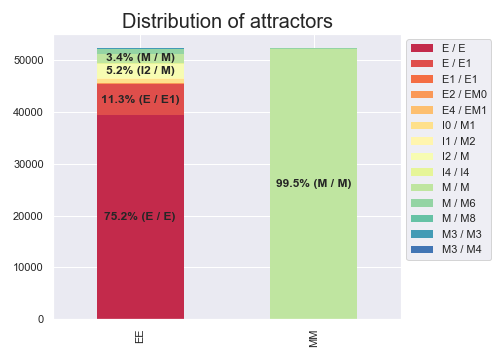 Distribution of attractors
50000
40000
30000
20000
10000
0
3.4% (M / M)
5.2% (I2 / M)
11.3% (E / E1)
75.2% (E / E)
99.5% (M / M)
EE
MM
E / E
E / E1
E1 / E1
E2 / EM0
E4 / EM1
I0 / M1
I1 / M2
I2 / M
I4 / I4
M / M
M / M6
M / M8
M3 / M3
M3 / M4